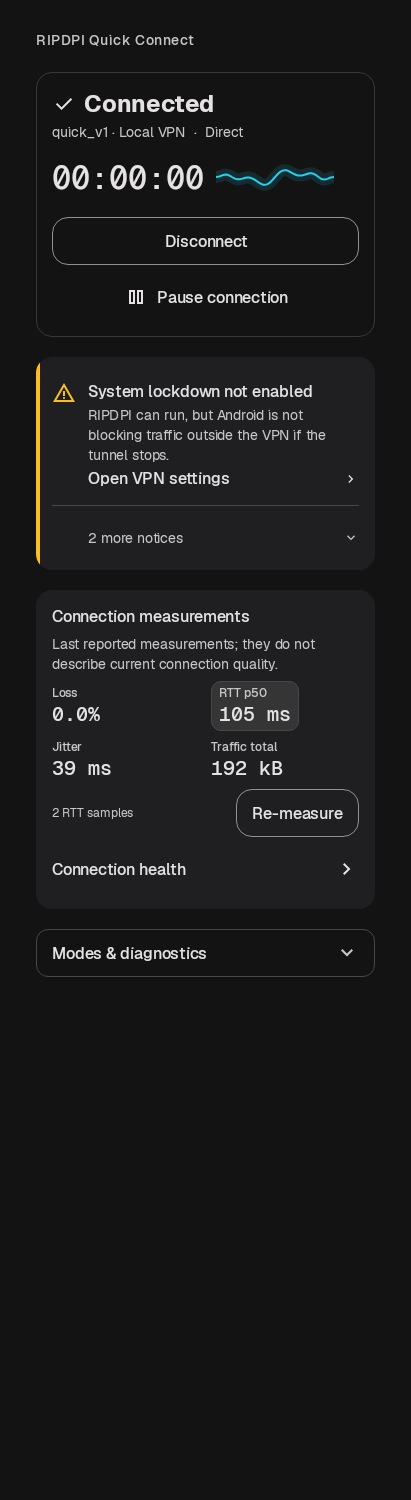 RIPDPI Quick Connect
Connected
quick_v1 · Local VPN · Direct
00:00:00
Disconnect
Pause connection
System lockdown not enabled
RIPDPI can run, but Android is not
blocking traffic outside the VPN if the
tunnel stops.
Open VPN settings
2 more notices
Connection measurements
Last reported measurements; they do not
describe current connection quality.
Loss
0.0%
RTT p50
105 ms
Jitter
39 ms
Traffic total
192 kB
2 RTT samples
Re-measure
Connection health
Modes & diagnostics